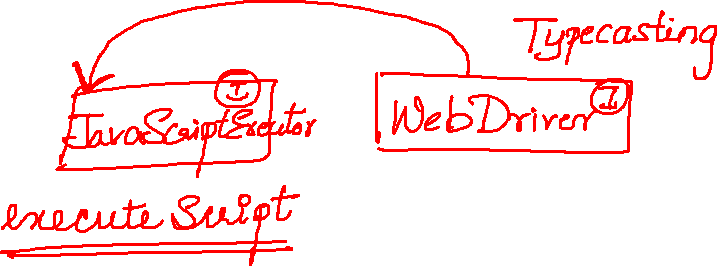 Typecasting
I
I
JavaScriptExecutor
WebDriver
executeScript